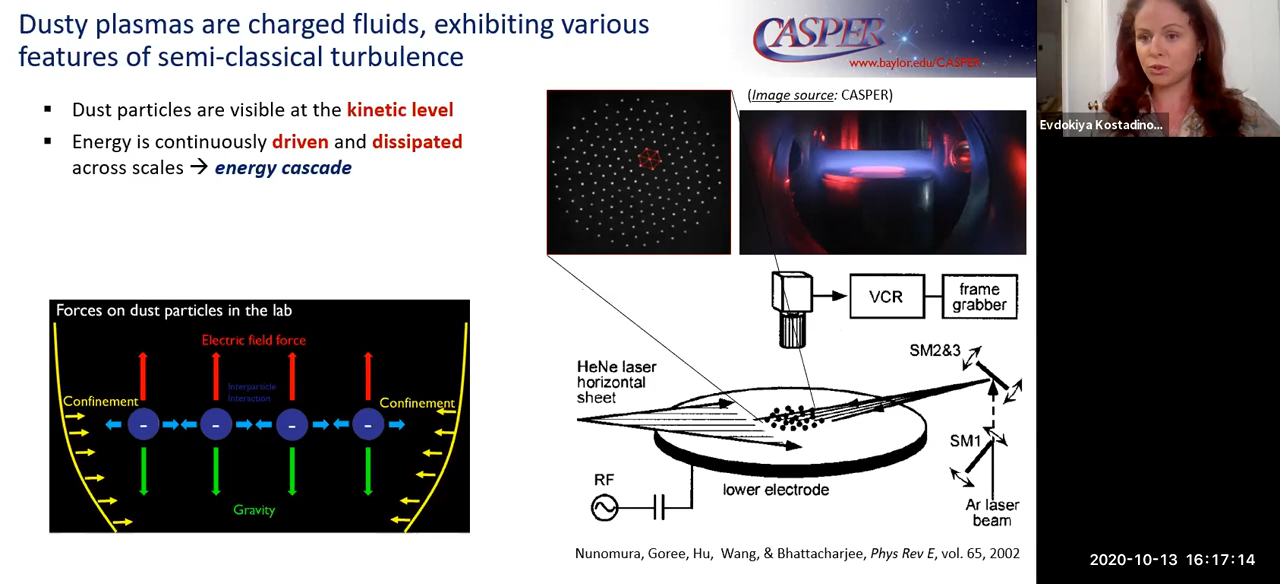 Dusty plasmas are charged fluids, exhibiting various
features of semi-classical turbulence
CASPER
www.baylor.edu/CASPER
▪ Dust particles are visible at the kinetic level
▪ Energy is continuously driven and dissipated
across scales → energy cascade
(Image source: CASPER)
Evdokiya Kostadino...
Forces on dust particles in the lab
Electric field force
Interparticle
Interaction
Confinement
Confinement
- - - -
Gravity
VCR
frame
grabber
HeNe laser
horizontal
sheet
SM2&3
SM1
RF
lower electrode
Ar laser
beam
Nunomura, Goree, Hu, Wang, & Bhattacharjee, Phys Rev E, vol. 65, 2002
2020-10-13 16:17:14